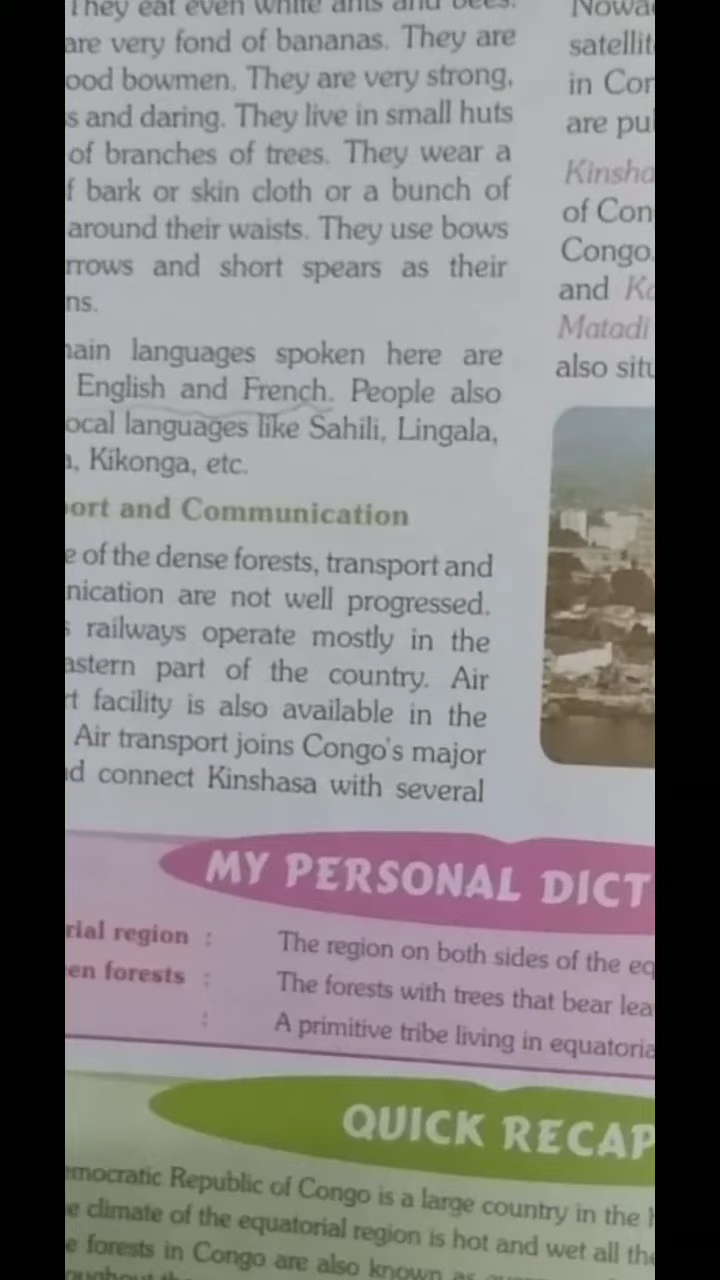 They eat even white ants and bees.
are very fond of bananas. They are
ood bowmen. They are very strong,
s and daring. They live in small huts
of branches of trees. They wear a
f bark or skin cloth or a bunch of
around their waists. They use bows
rrows and short spears as their
ns.
ain languages spoken here are
English and French. People also
ocal languages like Sahili, Lingala,
, Kikonga, etc.
ort and Communication
e of the dense forests, transport and
nication are not well progressed.
s railways operate mostly in the
astern part of the country. Air
rt facility is also available in the
Air transport joins Congo's major
d connect Kinshasa with several
Nowa
satellit
in Con
are pu
Kinsha
of Con
Congo.
and Ka
Matadi
also situ
MY PERSONAL DICT
rial region : The region on both sides of the eq
en forests : The forests with trees that bear lea
: A primitive tribe living in equatoria
QUICK RECAP
emocratic Republic of Congo is a large country in the
e climate of the equatorial region is hot and wet all the
e forests in Congo are also known as